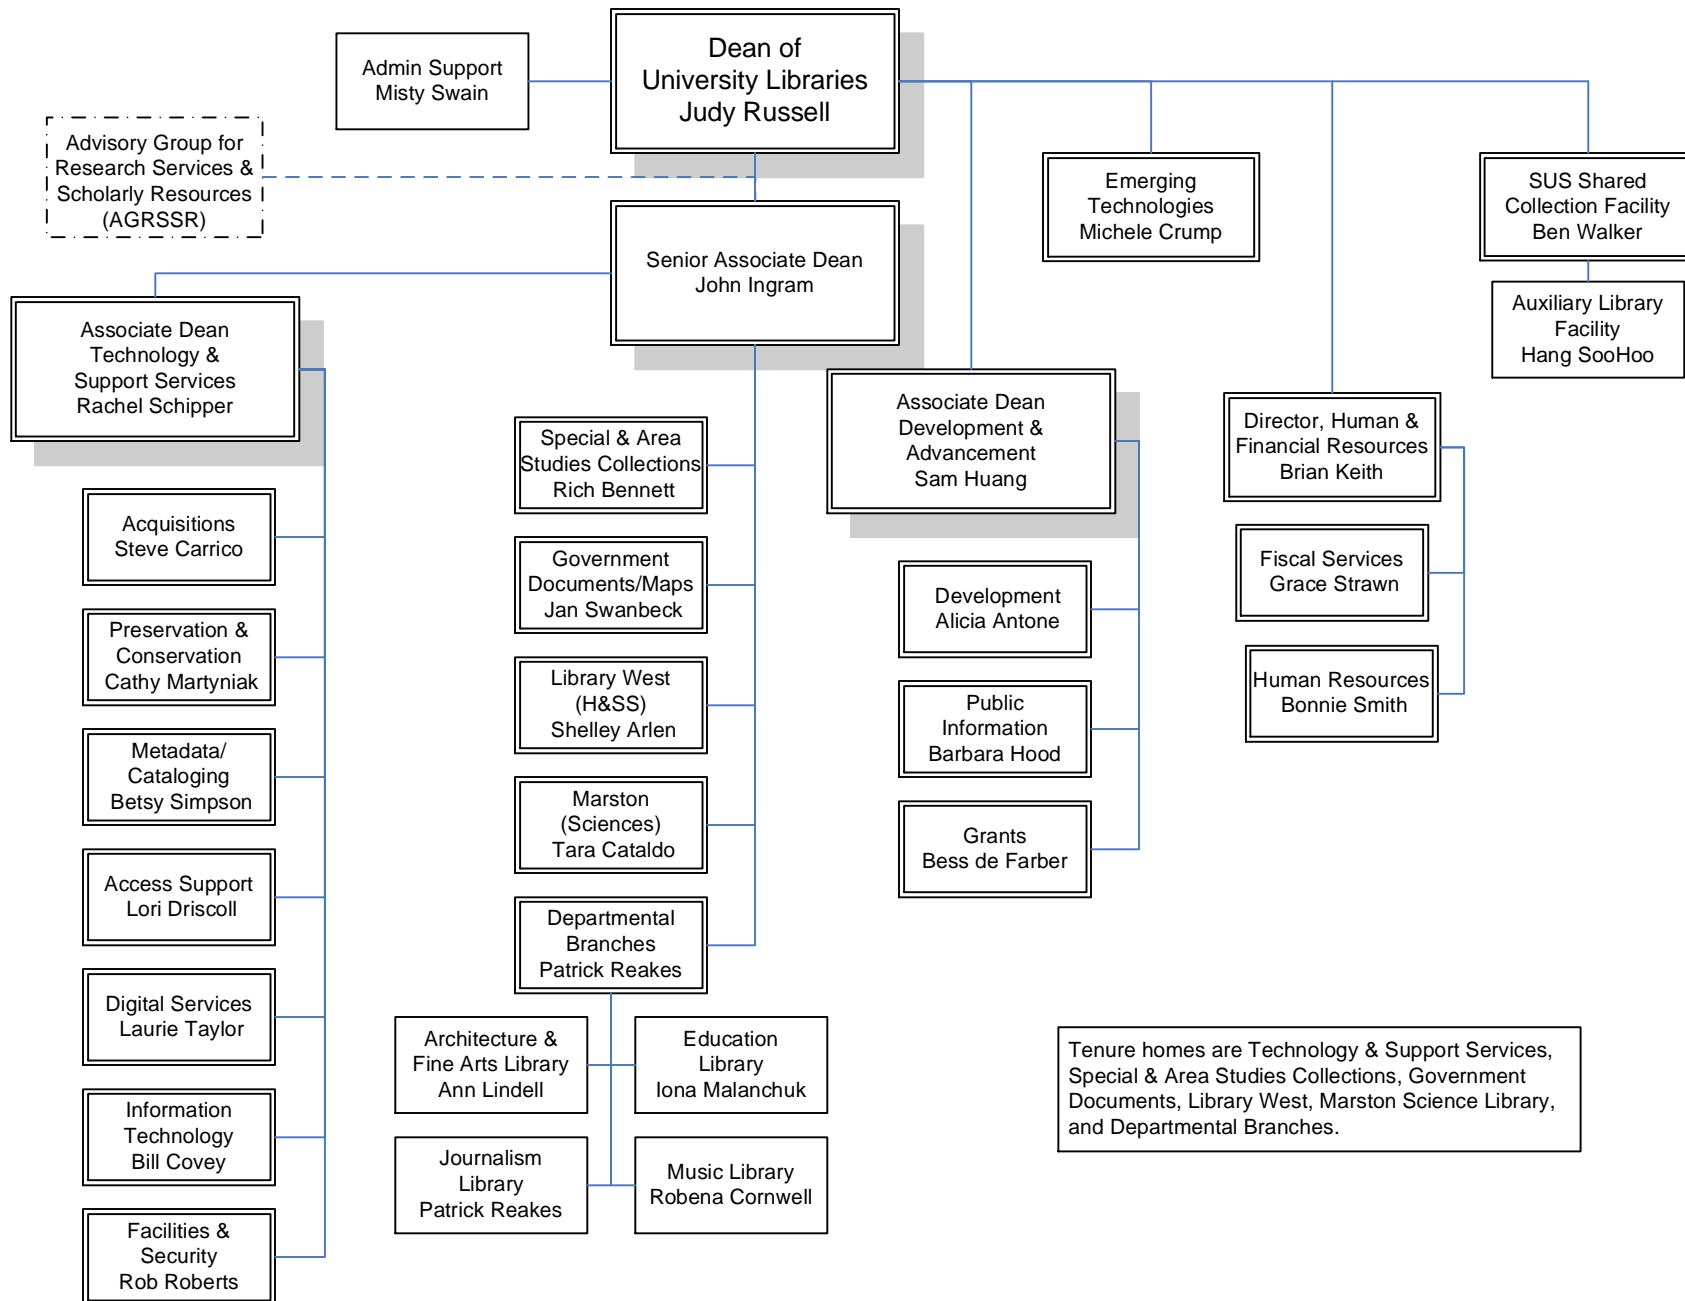 Dean of
University Libraries
Judy Russell
Admin Support
Misty Swain
Advisory Group for
Research Services &
Scholarly Resources
(AGRSSR)
Emerging
Technologies
Michele Crump
SUS Shared
Collection Facility
Ben Walker
Senior Associate Dean
John Ingram
Auxiliary Library
Facility
Hang SooHoo
Associate Dean
Technology &
Support Services
Rachel Schipper
Associate Dean
Development &
Advancement
Sam Huang
Director, Human &
Financial Resources
Brian Keith
Acquisitions
Steve Carrico
Preservation &
Conservation
Cathy Martyniak
Metadata/
Cataloging
Betsy Simpson
Access Support
Lori Driscoll
Digital Services
Laurie Taylor
Information
Technology
Bill Covey
Facilities &
Security
Rob Roberts
Special & Area
Studies Collections
Rich Bennett
Government
Documents/Maps
Jan Swanbeck
Library West
(H&SS)
Shelley Arlen
Marston
(Sciences)
Tara Cataldo
Departmental
Branches
Patrick Reakes
Architecture &
Fine Arts Library
Ann Lindell
Education
Library
Iona Malanchuk
Journalism
Library
Patrick Reakes
Music Library
Robena Cornwell
Development
Alicia Antone
Public
Information
Barbara Hood
Grants
Bess de Farber
Fiscal Services
Grace Strawn
Human Resources
Bonnie Smith
Tenure homes are Technology & Support Services,
Special & Area Studies Collections, Government
Documents, Library West, Marston Science Library,
and Departmental Branches.